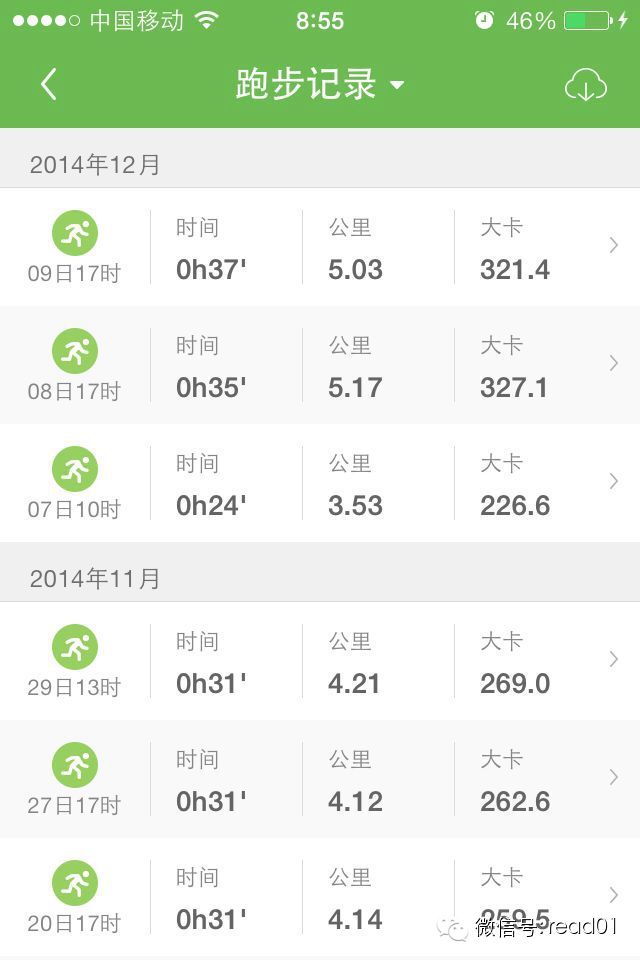 中国移动 8:55 46%
跑步记录
2014年12月
时间 公里 大卡
09日17时 0h37' 5.03 321.4
时间 公里 大卡
08日17时 0h35' 5.17 327.1
时间 公里 大卡
07日10时 0h24' 3.53 226.6
2014年11月
时间 公里 大卡
29日13时 0h31' 4.21 269.0
时间 公里 大卡
27日17时 0h31' 4.12 262.6
时间 公里 大卡
20日17时 0h31' 4.14 259.5
微信号:read01